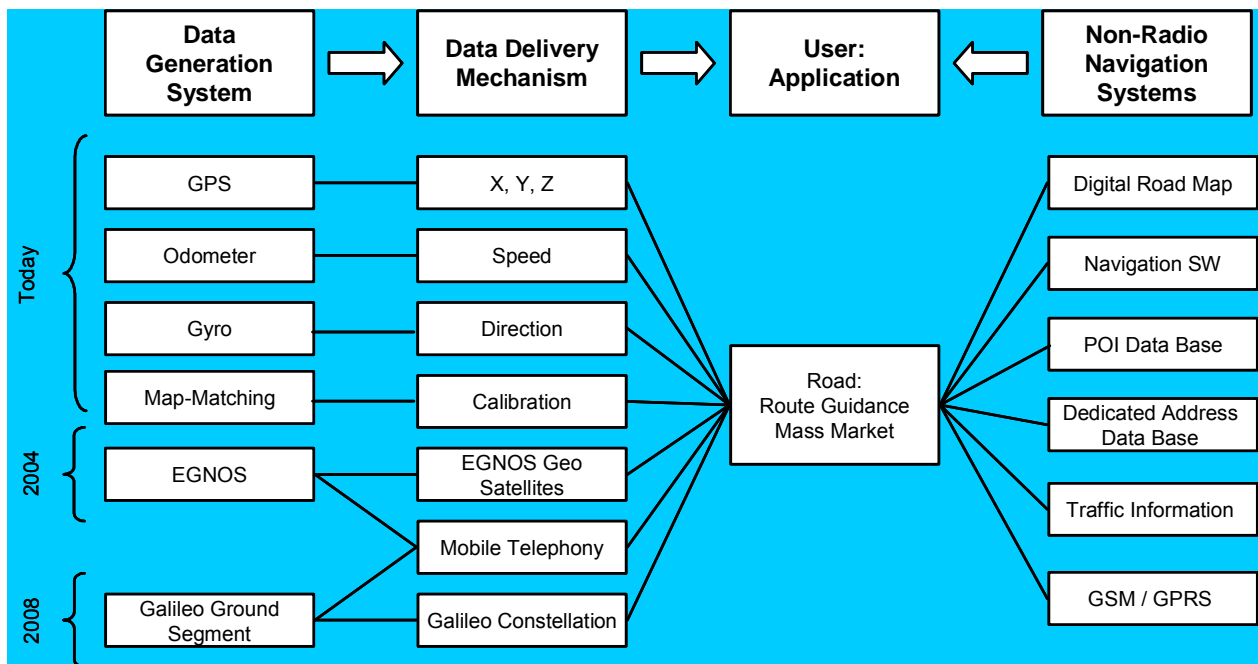 Data
Generation
System
Data Delivery
Mechanism
User:
Application
Non-Radio
Navigation
Systems
Today
GPS
X, Y, Z
Digital Road Map
Odometer
Speed
Navigation SW
Gyro
Direction
POI Data Base
Map-Matching
Calibration
Road:
Route Guidance
Mass Market
Dedicated Address
Data Base
2004
EGNOS
EGNOS Geo
Satellites
Traffic Information
Mobile Telephony
2008
Galileo Ground
Segment
Galileo Constellation
GSM / GPRS